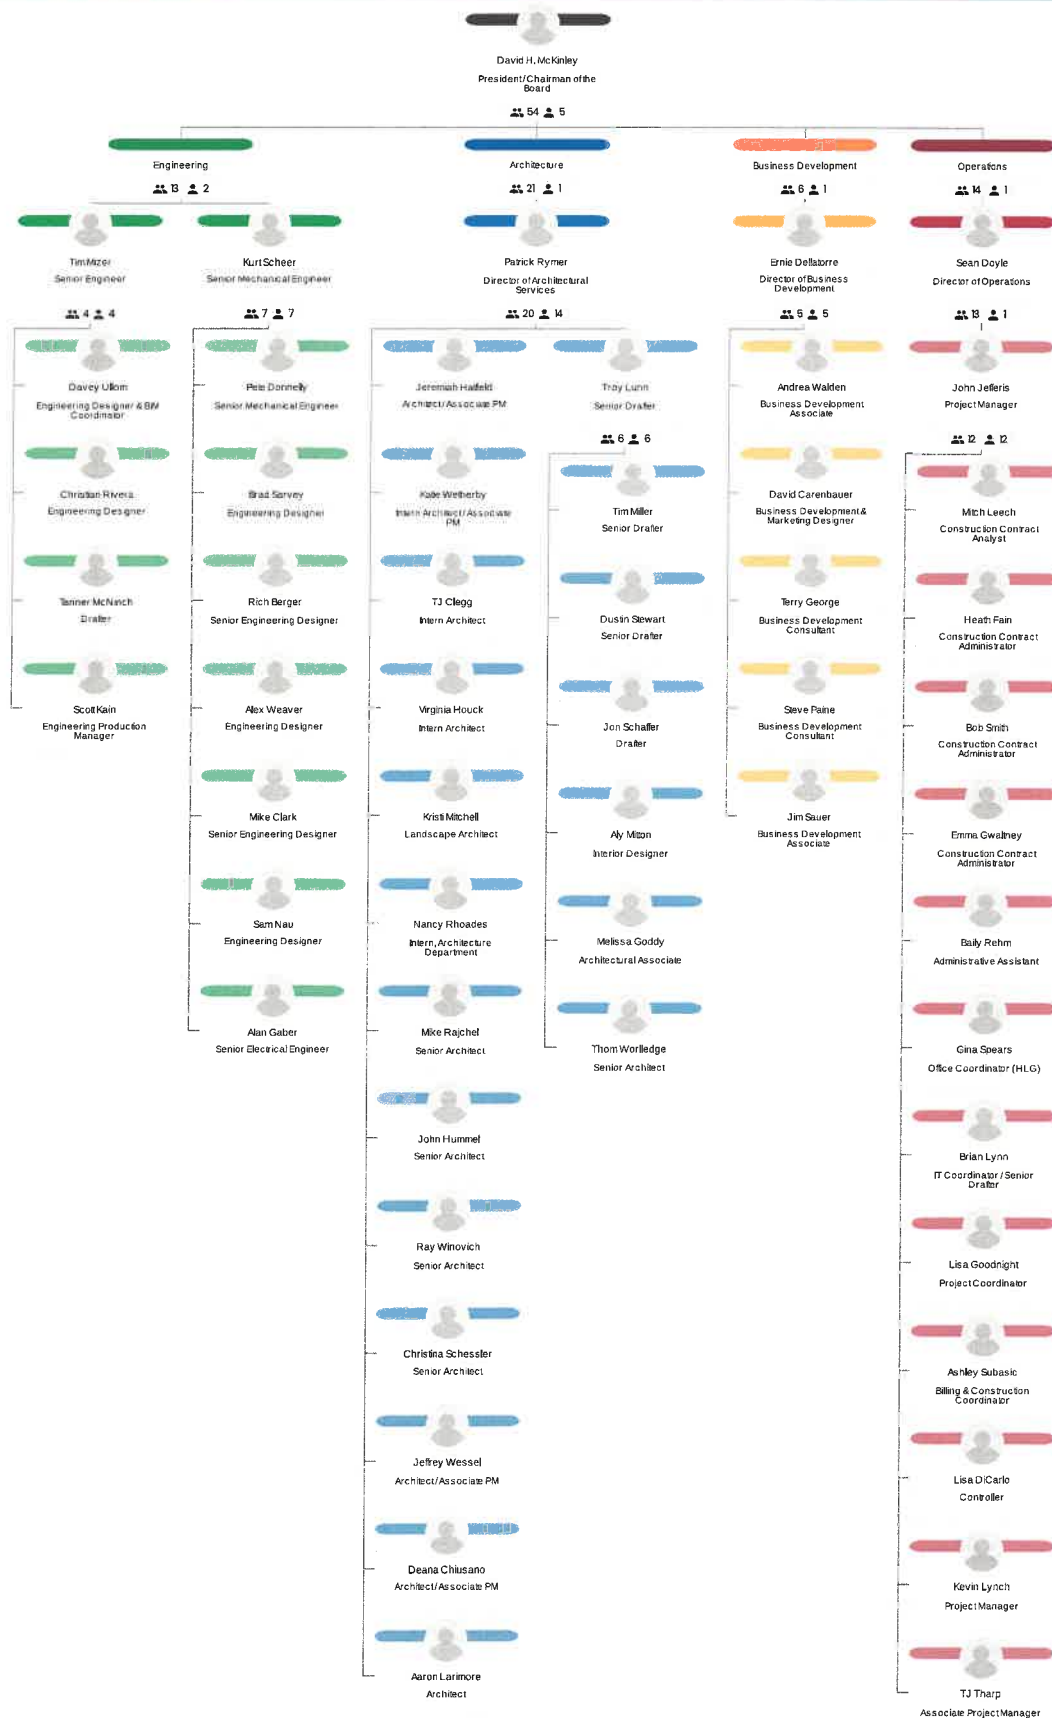 David H. McKinley
President/Chairman of the
Board
54 5
Engineering
13 2
Architecture
21 1
Business Development
6 1
Operations
14 1
Tim Mizer
Senior Engineer
4 4
Kurt Scheer
Senior Mechanical Engineer
7 7
Patrick Rymer
Director of Architectural
Services
20 14
Ernie Dellatorre
Director of Business
Development
5 5
Sean Doyle
Director of Operations
13 1
Davey Ullom
Engineering Designer & BIM
Coordinator
Christian Rivera
Engineering Designer
Tanner McNinch
Drafter
Scott Kain
Engineering Production
Manager
Pete Donnelly
Senior Mechanical Engineer
Brad Sarvey
Engineering Designer
Rich Berger
Senior Engineering Designer
Alex Weaver
Engineering Designer
Mike Clark
Senior Engineering Designer
Sam Nau
Engineering Designer
Alan Gaber
Senior Electrical Engineer
Jeremiah Hatfield
Architect/Associate PM
Kate Wetherby
Intern Architect/Associate
PM
TJ Clegg
Intern Architect
Virginia Houck
Intern Architect
Kristi Mitchell
Landscape Architect
Nancy Rhoades
Intern, Architecture
Department
Mike Rajchel
Senior Architect
John Hummel
Senior Architect
Ray Winovich
Senior Architect
Christina Schessler
Senior Architect
Jeffrey Wessel
Architect/Associate PM
Deana Chiusano
Architect/Associate PM
Aaron Larimore
Architect
Troy Lunn
Senior Drafter
6 6
Tim Miller
Senior Drafter
Dustin Stewart
Senior Drafter
Jon Schaffer
Drafter
Aly Mitton
Interior Designer
Melissa Goddy
Architectural Associate
Thom Worlledge
Senior Architect
Andrea Walden
Business Development
Associate
David Carenbauer
Business Development &
Marketing Designer
Terry George
Business Development
Consultant
Steve Paine
Business Development
Consultant
Jim Sauer
Business Development
Associate
John Jefferis
Project Manager
12 12
Mitch Leech
Construction Contract
Analyst
Heath Fain
Construction Contract
Administrator
Bob Smith
Construction Contract
Administrator
Emma Gwaltney
Construction Contract
Administrator
Baily Rehm
Administrative Assistant
Gina Spears
Office Coordinator (HLG)
Brian Lynn
IT Coordinator / Senior
Drafter
Lisa Goodnight
Project Coordinator
Ashley Subasic
Billing & Construction
Coordinator
Lisa DiCarlo
Controller
Kevin Lynch
Project Manager
TJ Tharp
Associate Project Manager